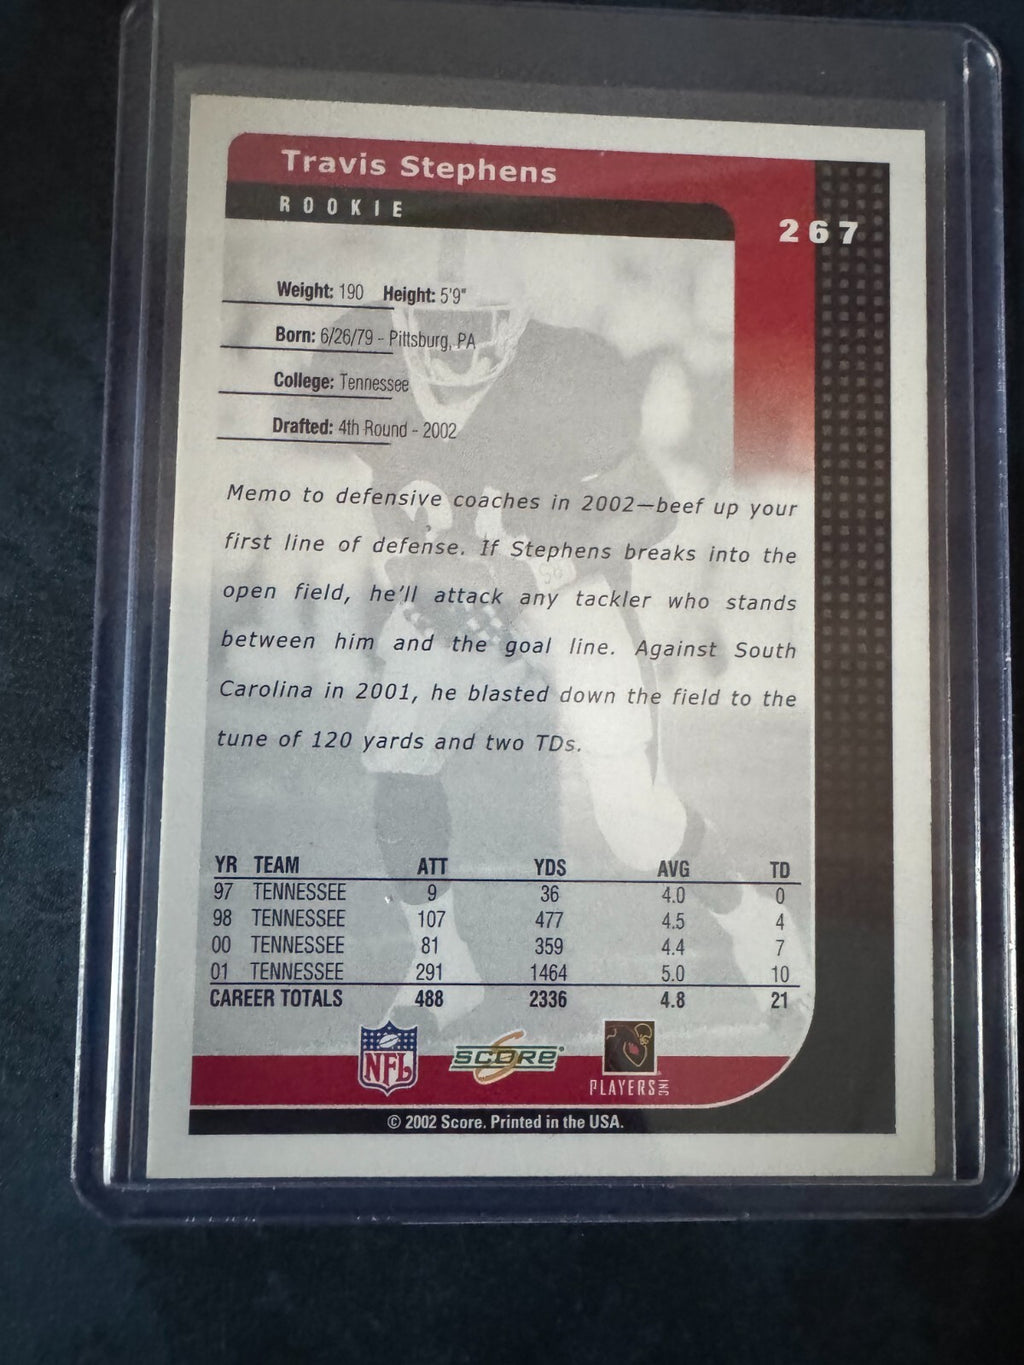 Travis Stephens
ROOKIE
267
Weight: 190 Height: 5'9"
Born: 6/26/79 - Pittsburg, PA
College: Tennessee
Drafted: 4th Round - 2002
Memo to defensive coaches in 2002—beef up your
first line of defense. If Stephens breaks into the
open field, he'll attack any tackler who stands
between him and the goal line. Against South
Carolina in 2001, he blasted down the field to the
tune of 120 yards and two TDs.
YR TEAM ATT YDS AVG TD
97 TENNESSEE 9 36 4.0 0
98 TENNESSEE 107 477 4.5 4
00 TENNESSEE 81 359 4.4 7
01 TENNESSEE 291 1464 5.0 10
CAREER TOTALS 488 2336 4.8 21
NFL
SCORE
PLAYERS INC
© 2002 Score. Printed in the USA.